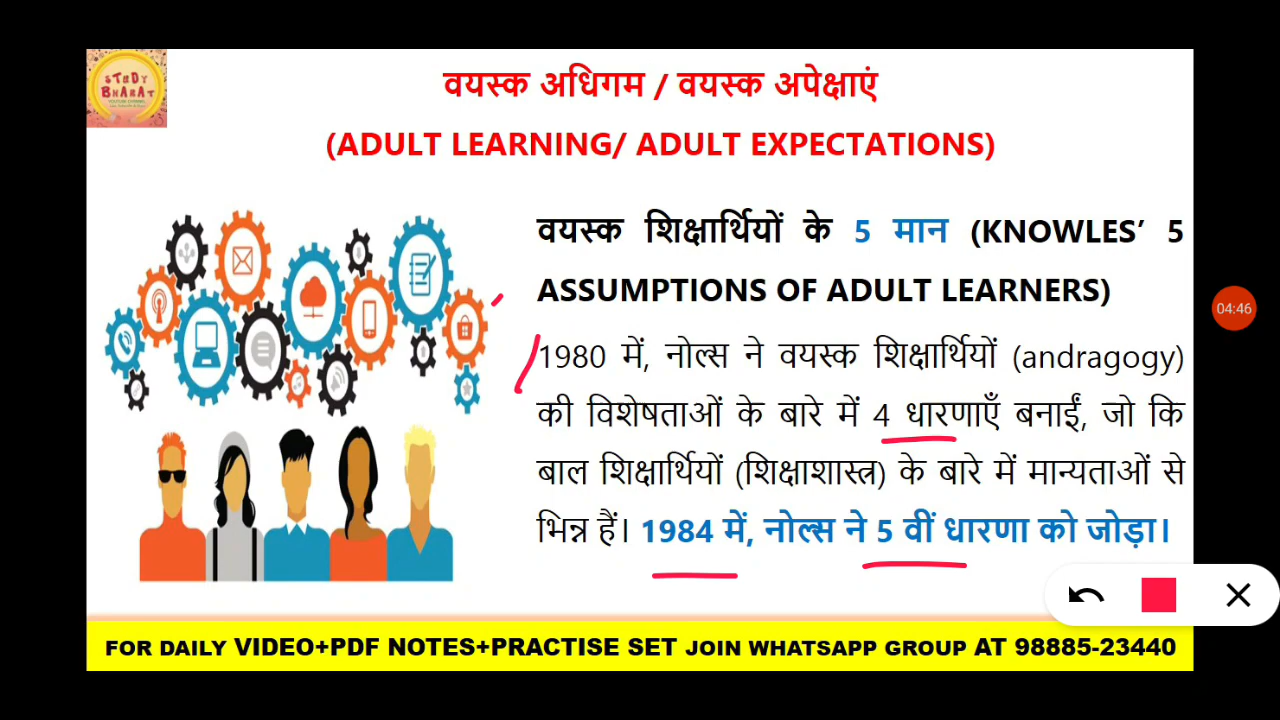 STUDY
BHARAT
YOUTUBE CHANNEL
वयस्क अधिगम / वयस्क अपेक्षाएं
(ADULT LEARNING/ ADULT EXPECTATIONS)
वयस्क शिक्षार्थियों के 5 मान (KNOWLES’ 5
ASSUMPTIONS OF ADULT LEARNERS)
1980 में, नोल्स ने वयस्क शिक्षार्थियों (andragogy)
की विशेषताओं के बारे में 4 धारणाएँ बनाईं, जो कि
बाल शिक्षार्थियों (शिक्षाशास्त्र) के बारे में मान्यताओं से
भिन्न हैं। 1984 में, नोल्स ने 5 वीं धारणा को जोड़ा।
04:46
FOR DAILY VIDEO+PDF NOTES+PRACTISE SET JOIN WHATSAPP GROUP AT 98885-23440